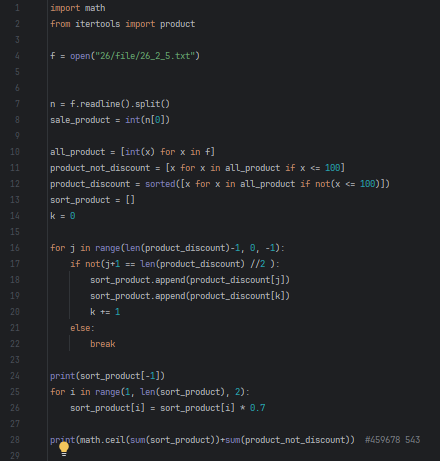 1 import math
2 from itertools import product
3
4 f = open("26/file/26_2_5.txt")
5
6
7 n = f.readline().split()
8 sale_product = int(n[0])
9
10 all_product = [int(x) for x in f]
11 product_not_discount = [x for x in all_product if x <= 100]
12 product_discount = sorted([x for x in all_product if not(x <= 100)])
13 sort_product = []
14 k = 0
15
16 for j in range(len(product_discount)-1, 0, -1):
17 if not(j+1 == len(product_discount) //2 ):
18 sort_product.append(product_discount[j])
19 sort_product.append(product_discount[k])
20 k += 1
21 else:
22 break
23
24 print(sort_product[-1])
25 for i in range(1, len(sort_product), 2):
26 sort_product[i] = sort_product[i] * 0.7
27
28 print(math.ceil(sum(sort_product))+sum(product_not_discount)) #459678 543
29